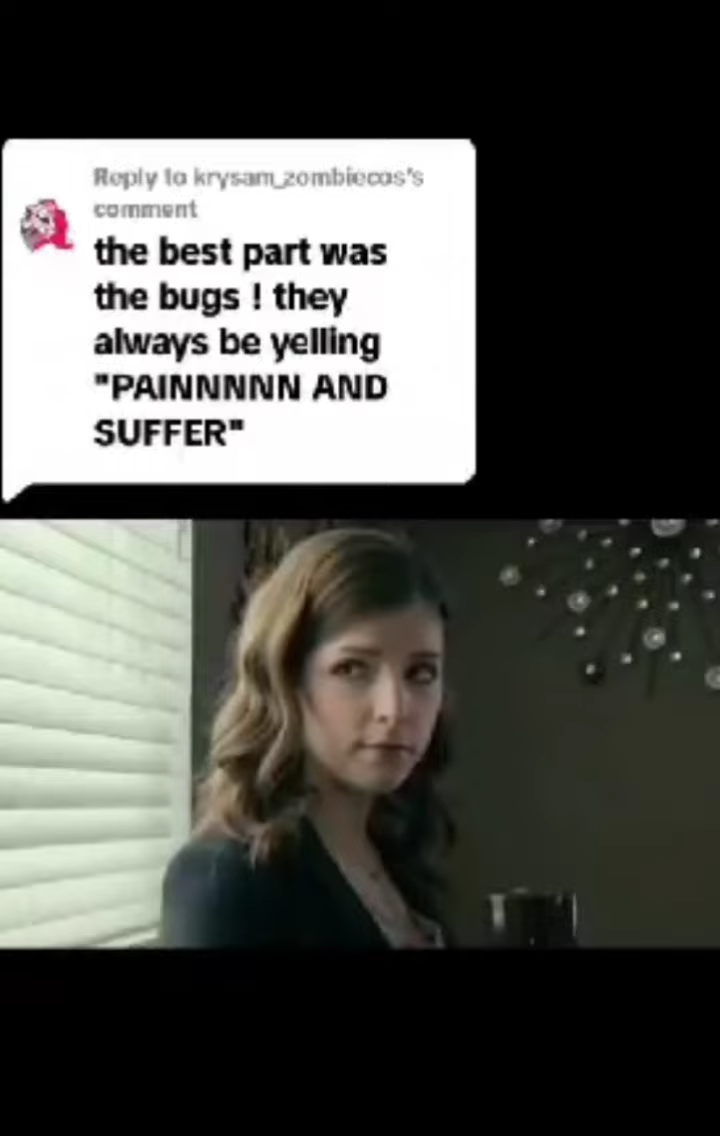 Reply to krysam_zombiecos's
comment
the best part was
the bugs ! they
always be yelling
"PAINNNNN AND
SUFFER"